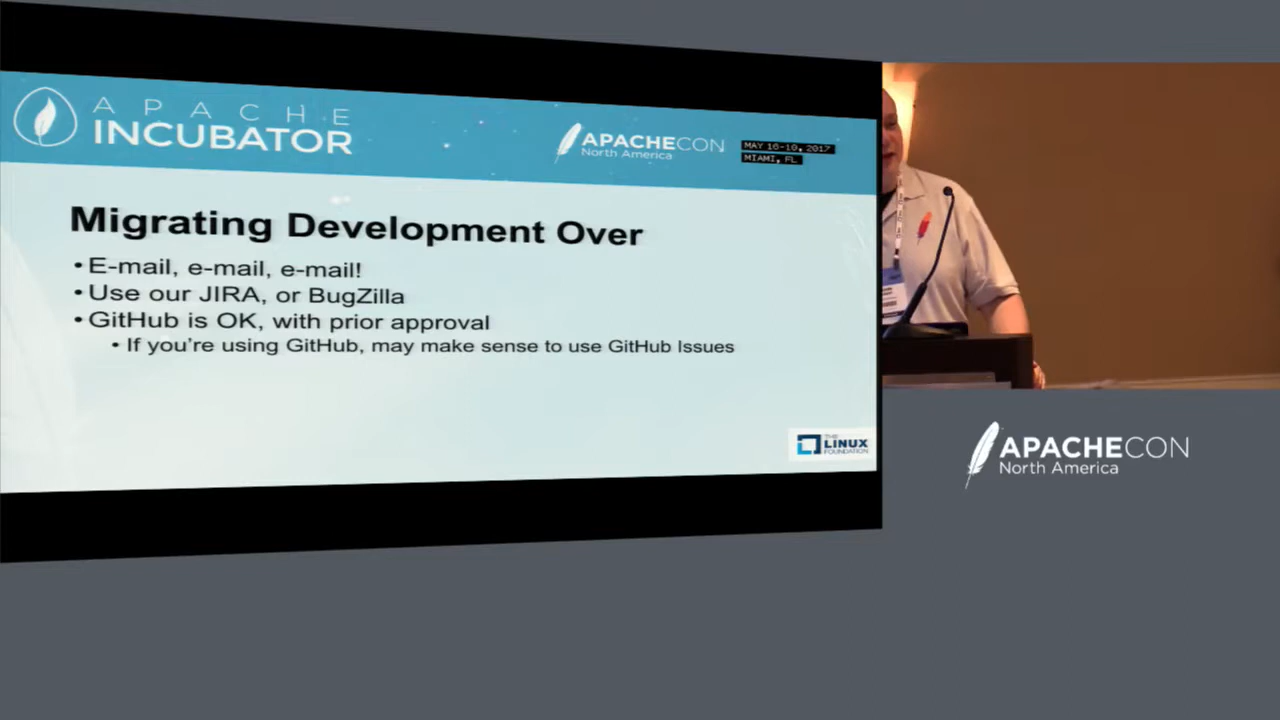 APACHE
INCUBATOR
APACHECON
North America
MAY 16-18, 2017
MIAMI, FL
Migrating Development Over
•E-mail, e-mail, e-mail!
•Use our JIRA, or BugZilla
•GitHub is OK, with prior approval
•If you're using GitHub, may make sense to use GitHub Issues
THE
LINUX
FOUNDATION
APACHECON
North America